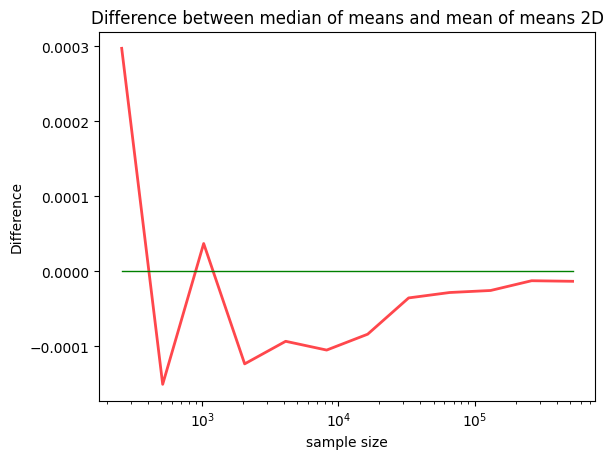 Difference between median of means and mean of means 2D
0.0003
0.0002
0.0001
0.0000
−0.0001
Difference
10³
10⁴
10⁵
sample size